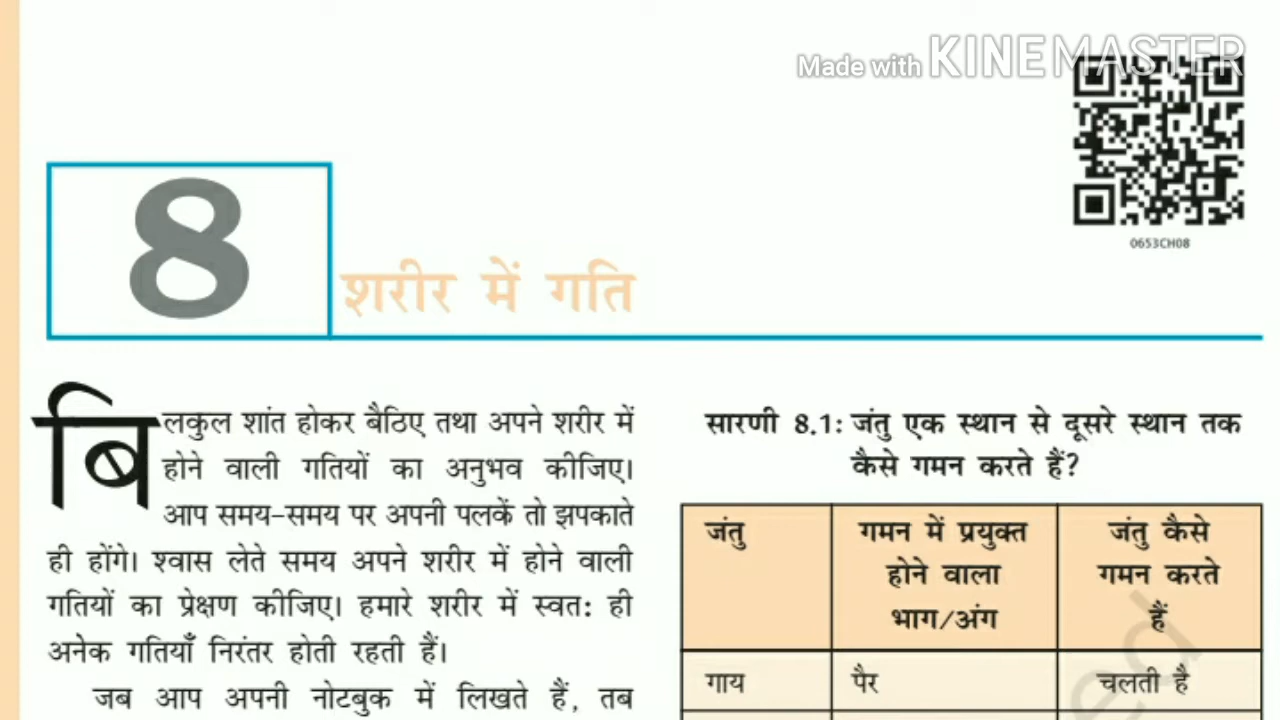 Made with KINEMASTER
0653CH08
8
शरीर में गति
बिलकुल शांत होकर बैठिए तथा अपने शरीर में
होने वाली गतियों का अनुभव कीजिए।
आप समय-समय पर अपनी पलकें तो झपकाते
ही होंगे। श्वास लेते समय अपने शरीर में होने वाली
गतियों का प्रेक्षण कीजिए। हमारे शरीर में स्वत: ही
अनेक गतियाँ निरंतर होती रहती हैं।
जब आप अपनी नोटबुक में लिखते हैं, तब
सारणी 8.1: जंतु एक स्थान से दूसरे स्थान तक
कैसे गमन करते हैं?
जंतु
गमन में प्रयुक्त
होने वाला
भाग/अंग
जंतु कैसे
गमन करते
हैं
गाय पैर चलती है